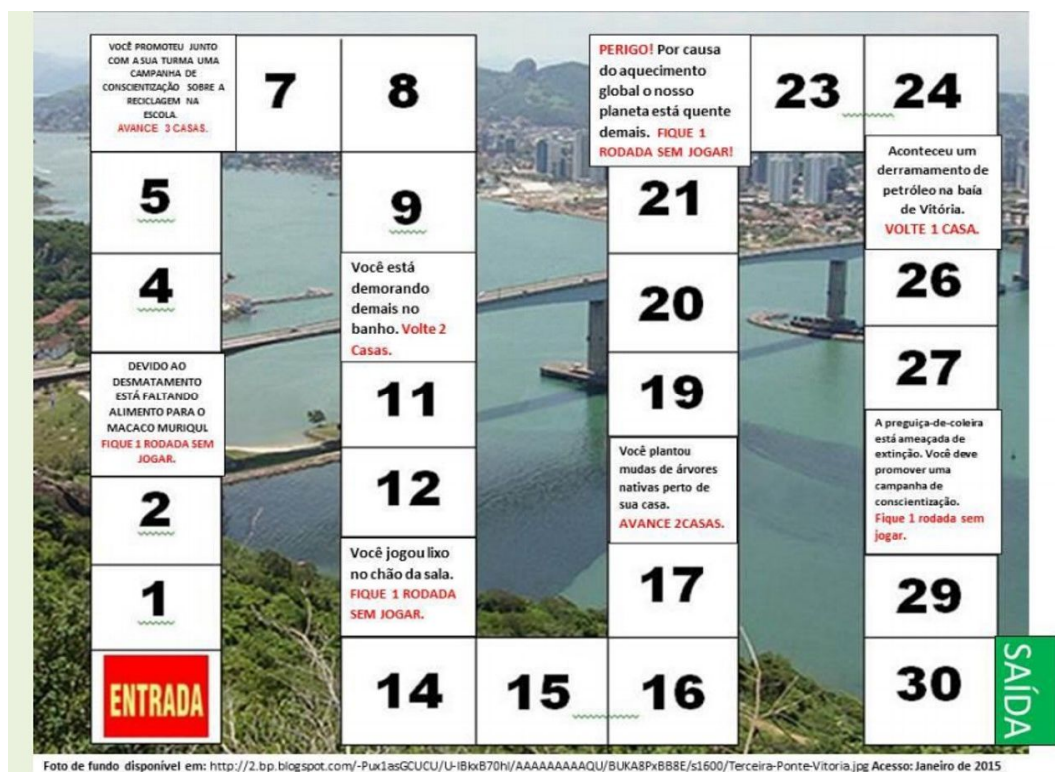 VOCÊ PROMOTEU JUNTO
COM A SUA TURMA UMA
CAMPANHA DE
CONSCIENTIZAÇÃO SOBRE A
RECICLAGEM NA
ESCOLA.
AVANCE 3 CASAS.
7
8
PERIGO! Por causa
do aquecimento
global o nosso
planeta está quente
demais. FIQUE 1
RODADA SEM JOGAR!
23
24
5
9
21
Aconteceu um
derramamento de
petróleo na baía
de Vitória.
VOLTE 1 CASA.
4
Você está
demorando
demais no
banho. Volte 2
Casas.
20
26
DEVIDO AO
DESMATAMENTO
ESTÁ FALTANDO
ALIMENTO PARA O
MACACO MURIQUI.
FIQUE 1 RODADA SEM
JOGAR.
11
19
27
2
12
Você plantou
mudas de árvores
nativas perto de
sua casa.
AVANCE 2CASAS.
A preguiça-de-coleira
está ameaçada de
extinção. Você deve
promover uma
campanha de
conscientização.
Fique 1 rodada sem
jogar.
1
Você jogou lixo
no chão da sala.
FIQUE 1 RODADA
SEM JOGAR.
17
29
ENTRADA
14
15
16
30
SAÍDA
Foto de fundo disponível em: http://2.bp.blogspot.com/-Pux1asGCUCU/U-IBkxB70hI/AAAAAAAAAQU/BUKA8PxBB8E/s1600/Terceira-Ponte-Vitoria.jpg Acesso: Janeiro de 2015